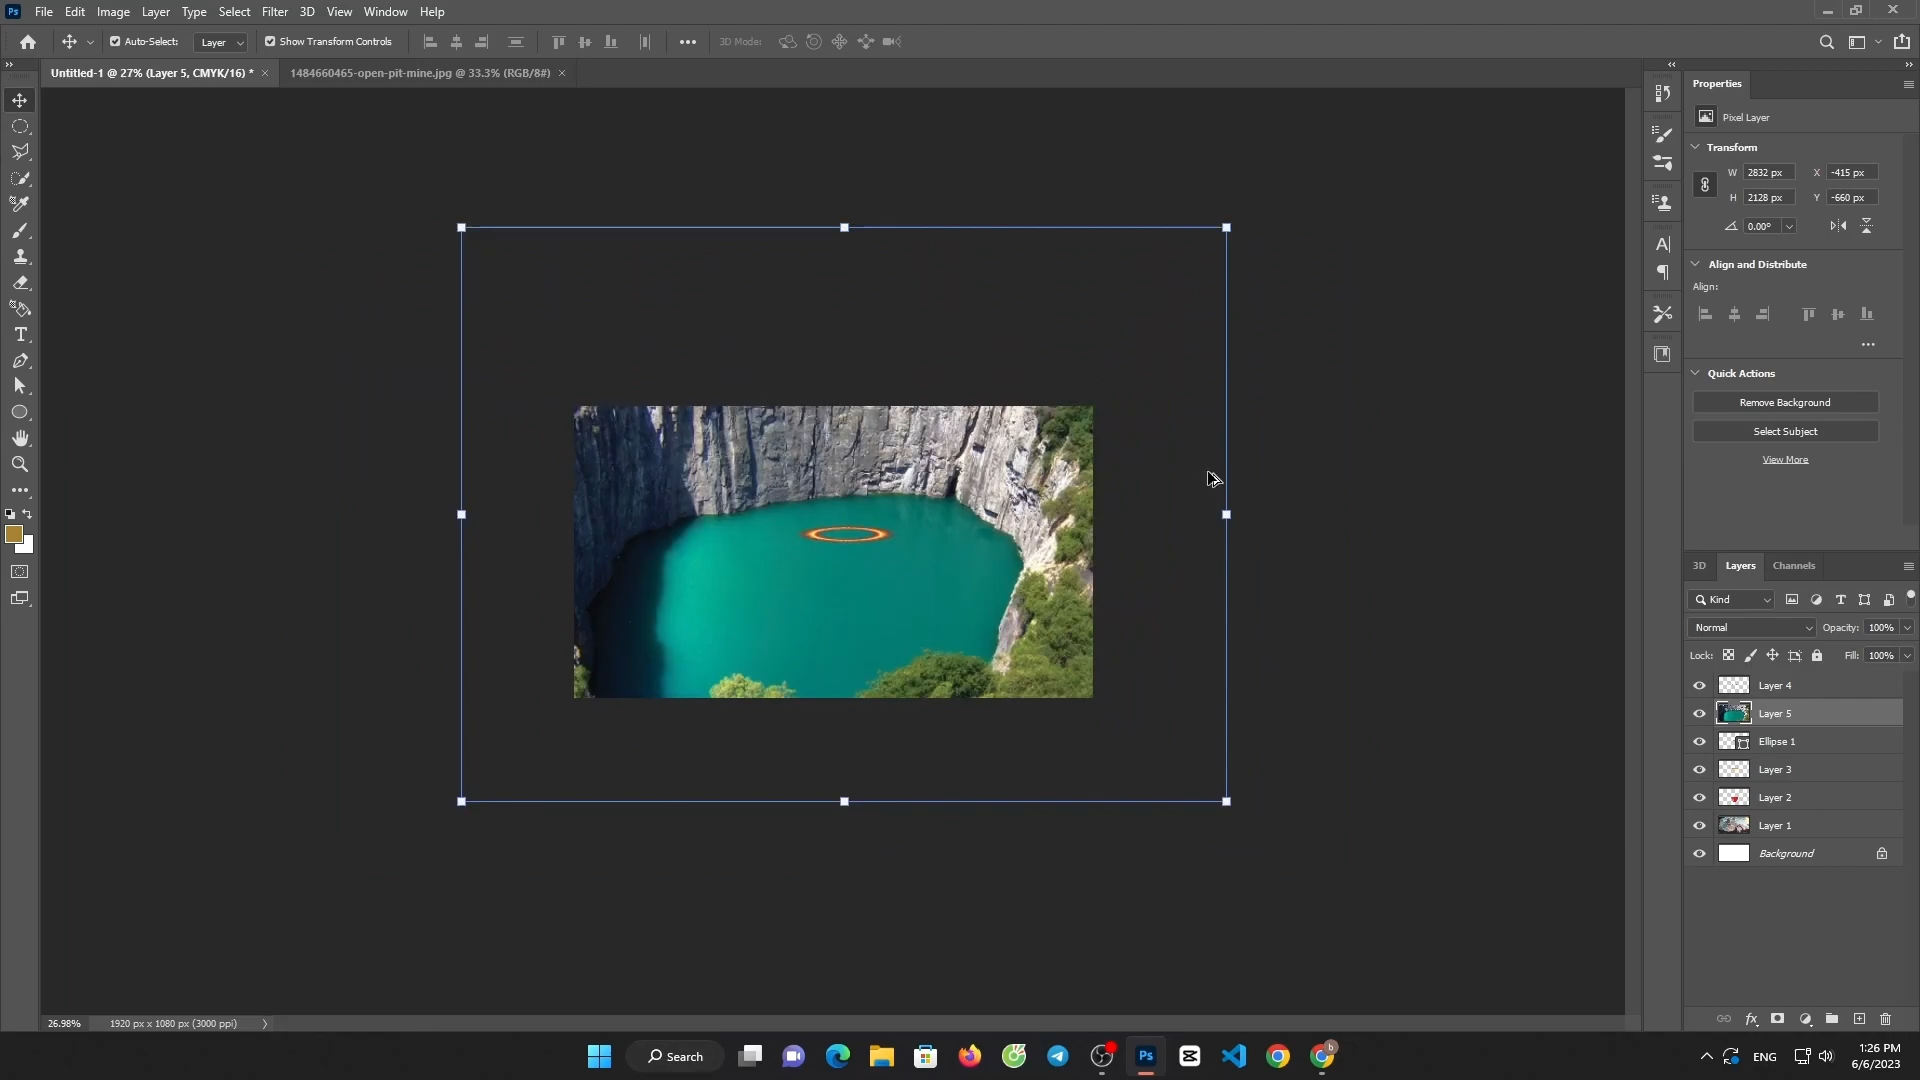 Ps File Edit Image Layer Type Select Filter 3D View Window Help
Auto-Select: Layer Show Transform Controls 3D Mode:
Untitled-1 @ 27% (Layer 5, CMYK/16) * × 1484660465-open-pit-mine.jpg @ 33.3% (RGB/8#) ×
Properties
Pixel Layer
Transform
W 2832 px X -415 px
H 2128 px Y -660 px
0.00°
Align and Distribute
Align:
Quick Actions
Remove Background
Select Subject
View More
3D Layers Channels
Kind
Normal Opacity: 100%
Lock: Fill: 100%
Layer 4
Layer 5
Ellipse 1
Layer 3
Layer 2
Layer 1
Background
26.98% 1920 px x 1080 px (3000 ppi)
Search Ps b ENG 1:26 PM
6/6/2023